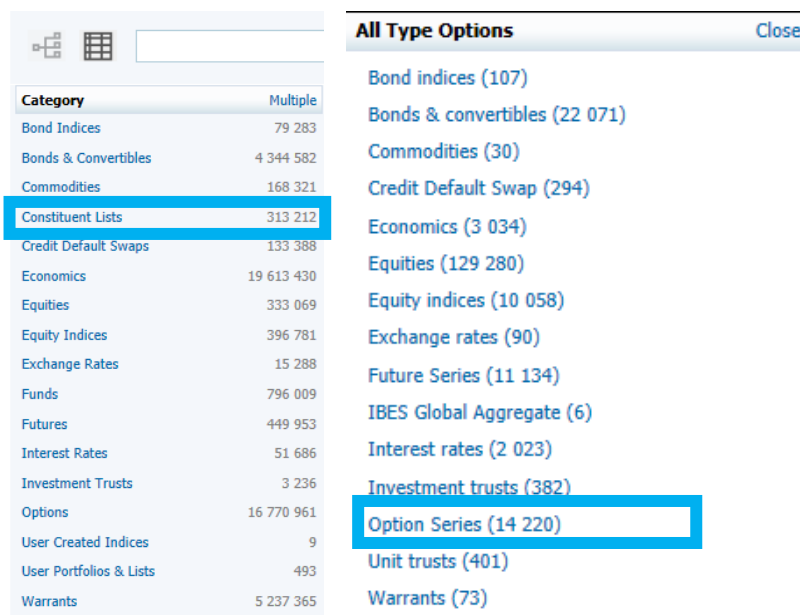 Category Multiple
Bond Indices 79 283
Bonds & Convertibles 4 344 582
Commodities 168 321
Constituent Lists 313 212
Credit Default Swaps 133 388
Economics 19 613 430
Equities 333 069
Equity Indices 396 781
Exchange Rates 15 288
Funds 796 009
Futures 449 953
Interest Rates 51 686
Investment Trusts 3 236
Options 16 770 961
User Created Indices 9
User Portfolios & Lists 493
Warrants 5 237 365
All Type Options Close
Bond indices (107)
Bonds & convertibles (22 071)
Commodities (30)
Credit Default Swap (294)
Economics (3 034)
Equities (129 280)
Equity indices (10 058)
Exchange rates (90)
Future Series (11 134)
IBES Global Aggregate (6)
Interest rates (2 023)
Investment trusts (382)
Option Series (14 220)
Unit trusts (401)
Warrants (73)